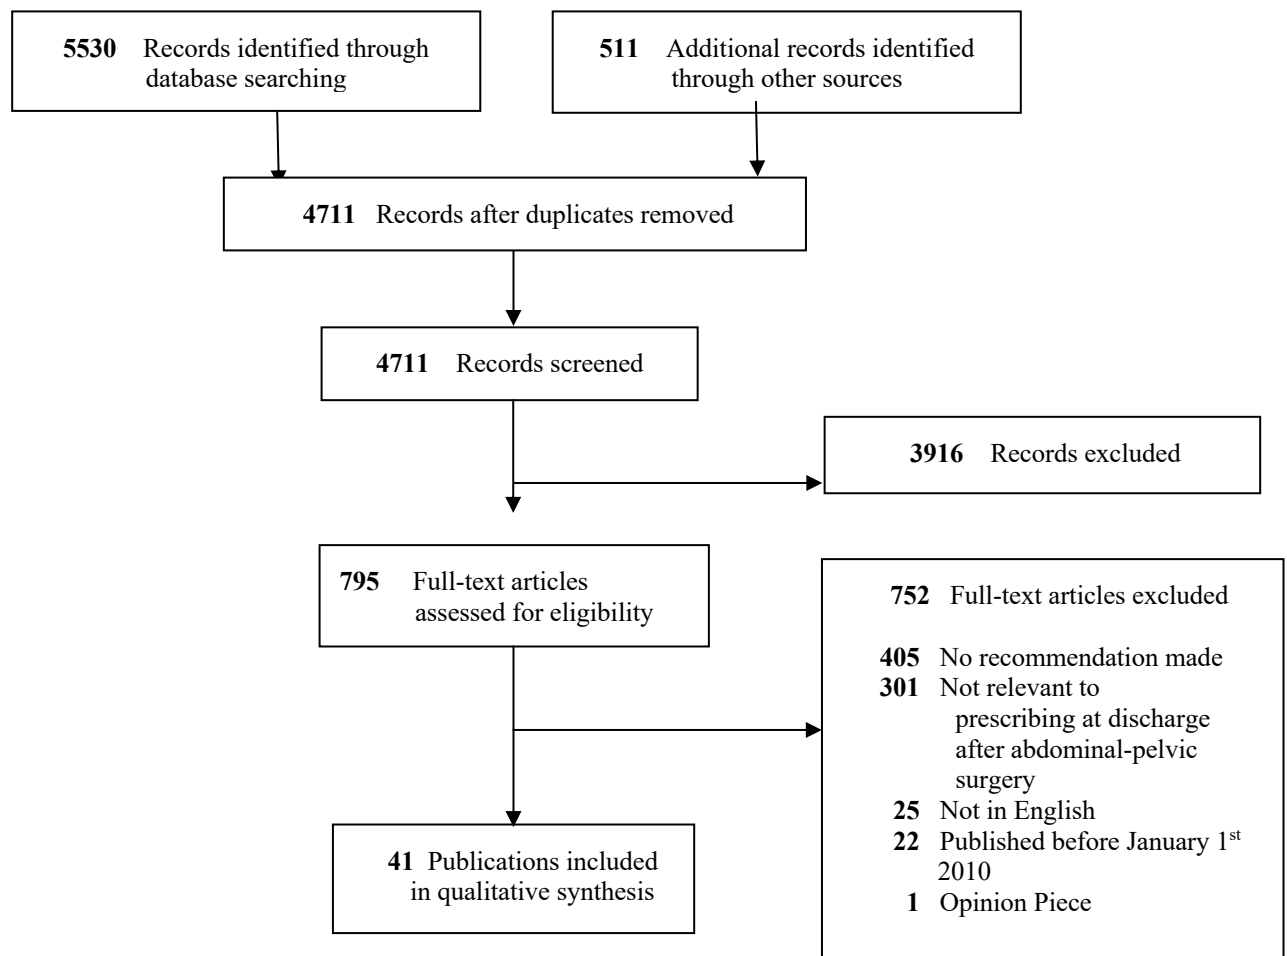 5530 Records identified through
database searching
511 Additional records identified
through other sources
4711 Records after duplicates removed
4711 Records screened
3916 Records excluded
795 Full-text articles
assessed for eligibility
752 Full-text articles excluded
405 No recommendation made
301 Not relevant to
prescribing at discharge
after abdominal-pelvic
surgery
25 Not in English
22 Published before January 1st
2010
1 Opinion Piece
41 Publications included
in qualitative synthesis